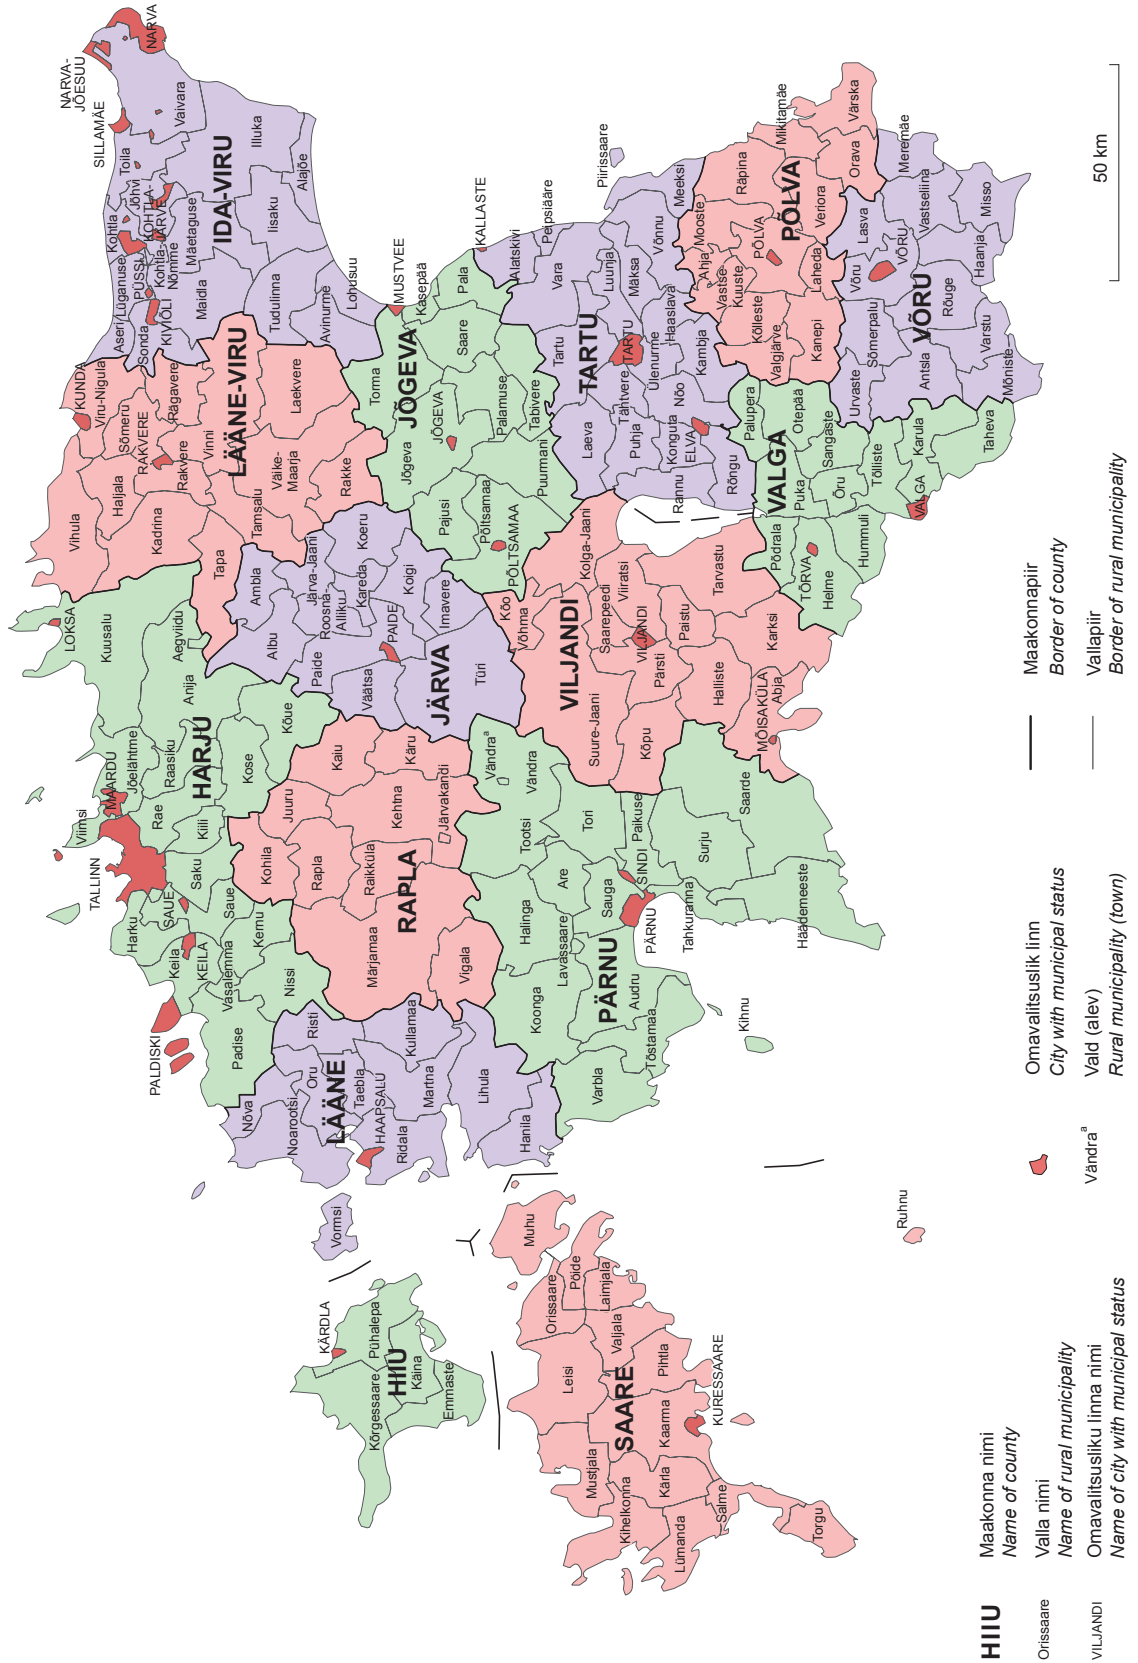 HIIU
KÄRDLA
Kõrgessaare
Pühalepa
Käina
Emmaste
SAARE
Leisi
Orissaare
Muhu
Pöide
Laimjala
Valjala
Pihtla
Mustjala
Kaarma
KURESSAARE
Kihelkonna
Kärla
Lümanda
Salme
Torgu
Ruhnu
LÄÄNE
Vormsi
Nõva
Noarootsi
Oru
Risti
Taebla
HAAPSALU
Ridala
Martna
Kullamaa
Lihula
Hanila
HARJU
PALDISKI
Padise
Keila
KEILA
Vasalemma
Nissi
Kernu
Harku
SAUE
Saue
Saku
TALLINN
Viimsi
MAARDU
Jõelähtme
Rae
Kiili
Raasiku
Kose
Kõue
Anija
Aegviidu
Kuusalu
LOKSA
RAPLA
Kohila
Juuru
Kaiu
Rapla
Raikküla
Kehtna
Käru
Järvakandi
Märjamaa
Vigala
PÄRNU
Varbla
Koonga
Halinga
Lavassaare
Are
Tootsi
Vändraª
Vändra
Tori
Sauga
Audru
Tõstamaa
Kihnu
PÄRNU
SINDI
Paikuse
Tahkuranna
Surju
Saarde
Häädemeeste
JÄRVA
Albu
Ambla
Järva-Jaani
Roosna-
Alliku
Kareda
Koeru
Koigi
Imavere
Paide
PAIDE
Väätsa
Türi
LÄÄNE-VIRU
Vihula
Haljala
Kadrina
Tapa
Tamsalu
KUNDA
Viru-Nigula
Sõmeru
RAKVERE
Rakvere
Rägavere
Vinni
Väike-
Maarja
Laekvere
Rakke
IDA-VIRU
NARVA
NARVA-
JÕESUU
SILLAMÄE
Vaivara
Toila
Jõhvi
KOHTLA-
JÄRVE
Kohtla
Kohtla-
Nõmme
Lüganuse
PÜSSI
Aseri
Sonda
KIVIÕLI
Maidla
Mäetaguse
Illuka
Iisaku
Alajõe
Tudulinna
Avinurme
Lohusuu
JÕGEVA
MUSTVEE
Kasepää
Torma
Jõgeva
JÕGEVA
Saare
Pala
Palamuse
Tabivere
Pajusi
Põltsamaa
PÕLTSAMAA
Puurmani
TARTU
KALLASTE
Alatskivi
Peipsiääre
Piirissaare
Vara
Tartu
Laeva
Luunja
Mäksa
Võnnu
Meeksi
TARTU
Tähtvere
Ülenurme
Haaslava
Kambja
Puhja
Nõo
Konguta
ELVA
Rannu
Rõngu
VILJANDI
Kõo
Võhma
Kolga-Jaani
Saarepeedi
Viiratsi
VILJANDI
Suure-Jaani
Pärsti
Paistu
Tarvastu
Kõpu
Halliste
Karksi
MÕISAKÜLA
Abja
VALGA
Palupera
Puka
Otepää
Sangaste
Põdrala
TÕRVA
Helme
Õru
Tõlliste
Hummuli
Karula
VALGA
Taheva
PÕLVA
Ahja
Mooste
Räpina
Mikitamäe
Värska
Vastse-
Kuuste
PÕLVA
Veriora
Orava
Kõlleste
Laheda
Valgjärve
Kanepi
VÕRU
Urvaste
Sõmerpalu
Võru
VÕRU
Lasva
Meremäe
Vastseliina
Misso
Haanja
Rõuge
Antsla
Varstu
Mõniste
50 km
HIIU
Maakonna nimi
Name of county
Orissaare
Valla nimi
Name of rural municipality
VILJANDI
Omavalitsusliku linna nimi
Name of city with municipal status
Omavalitsuslik linn
City with municipal status
Vändraª
Vald (alev)
Rural municipality (town)
Maakonnapiir
Border of county
Vallapiir
Border of rural municipality